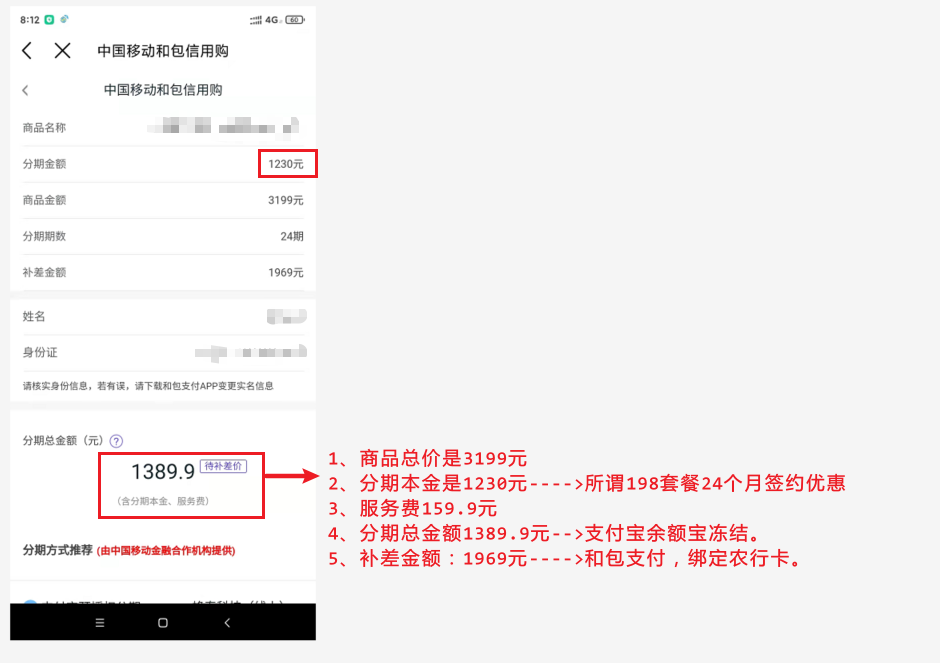 8:12 4G 60
中国移动和包信用购
中国移动和包信用购
商品名称
分期金额 1230元
商品金额 3199元
分期期数 24期
补差金额 1969元
姓名
身份证
请核实身份信息，若有误，请下载和包支付APP变更实名信息
分期总金额（元） ?
1389.9 待补差价
（含分期本金、服务费）
分期方式推荐 (由中国移动金融合作机构提供)
1、商品总价是3199元
2、分期本金是1230元---->所谓198套餐24个月签约优惠
3、服务费159.9元
4、分期总金额1389.9元-->支付宝余额宝冻结。
5、补差金额：1969元---->和包支付，绑定农行卡。